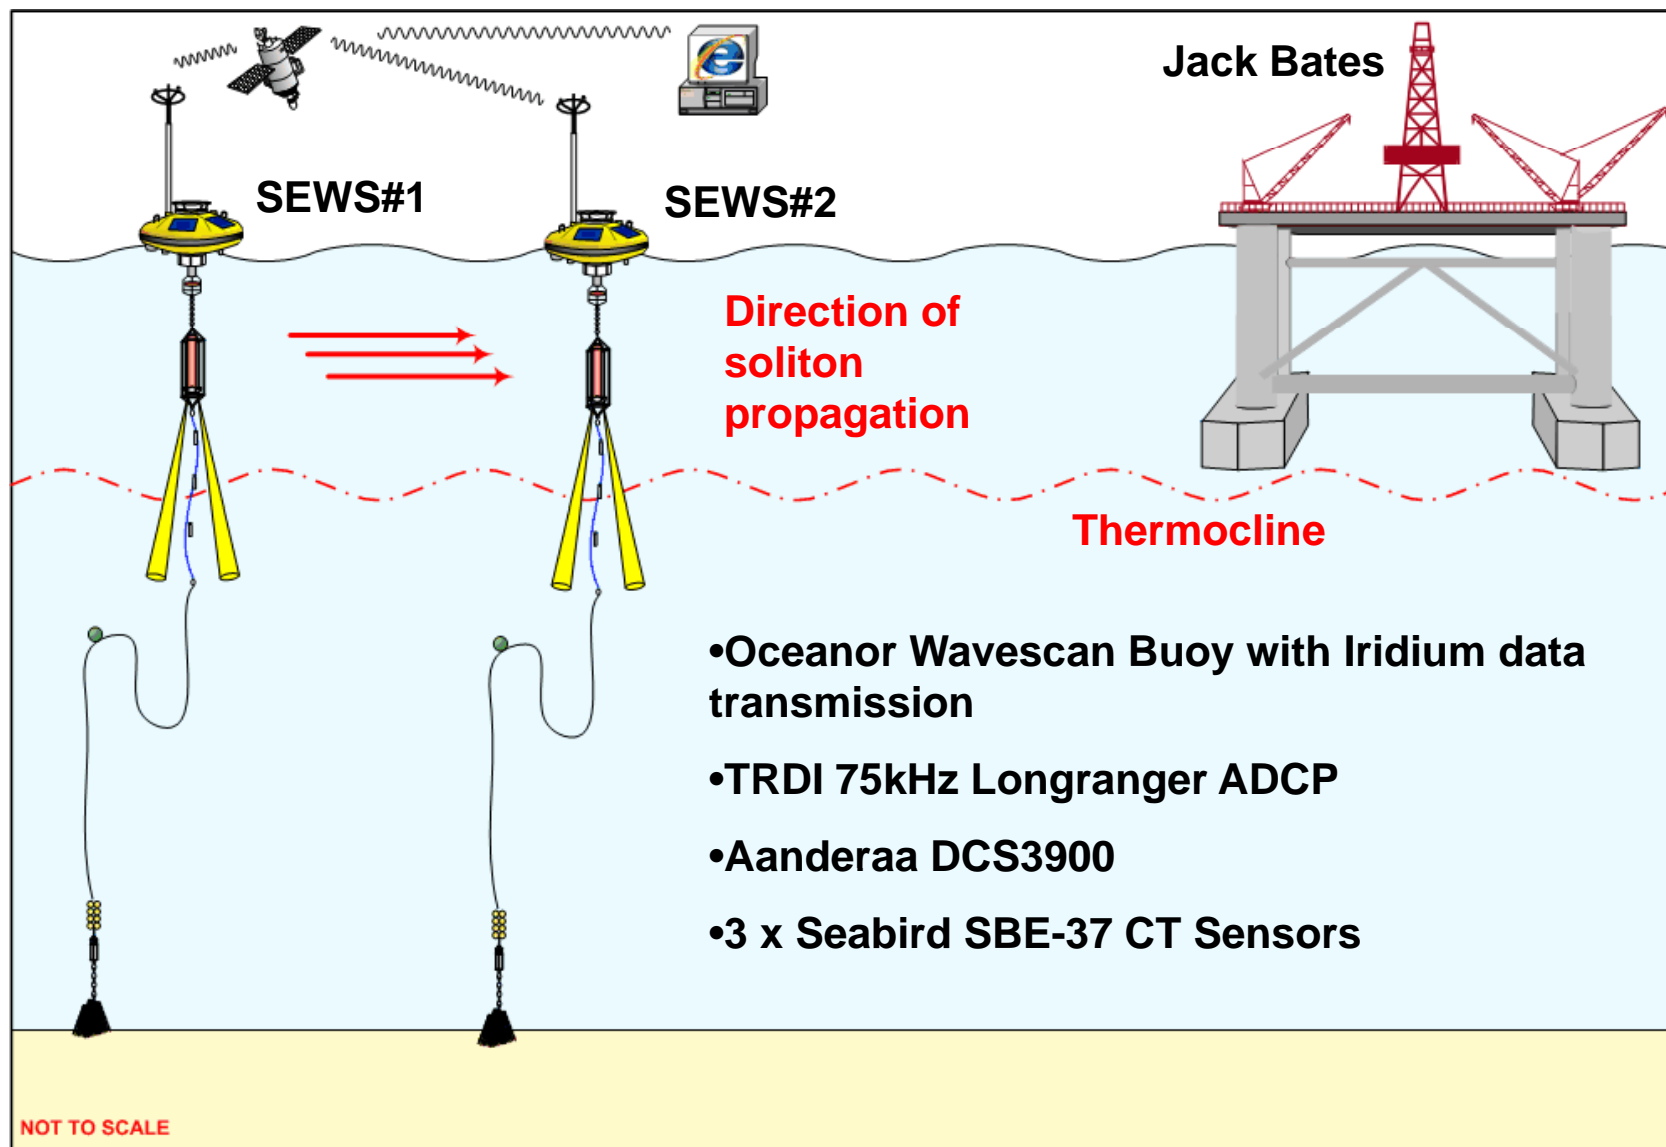 Jack Bates
SEWS#1
SEWS#2
Direction of
soliton
propagation
Thermocline
•Oceanor Wavescan Buoy with Iridium data
transmission
•TRDI 75kHz Longranger ADCP
•Aanderaa DCS3900
•3 x Seabird SBE-37 CT Sensors
NOT TO SCALE